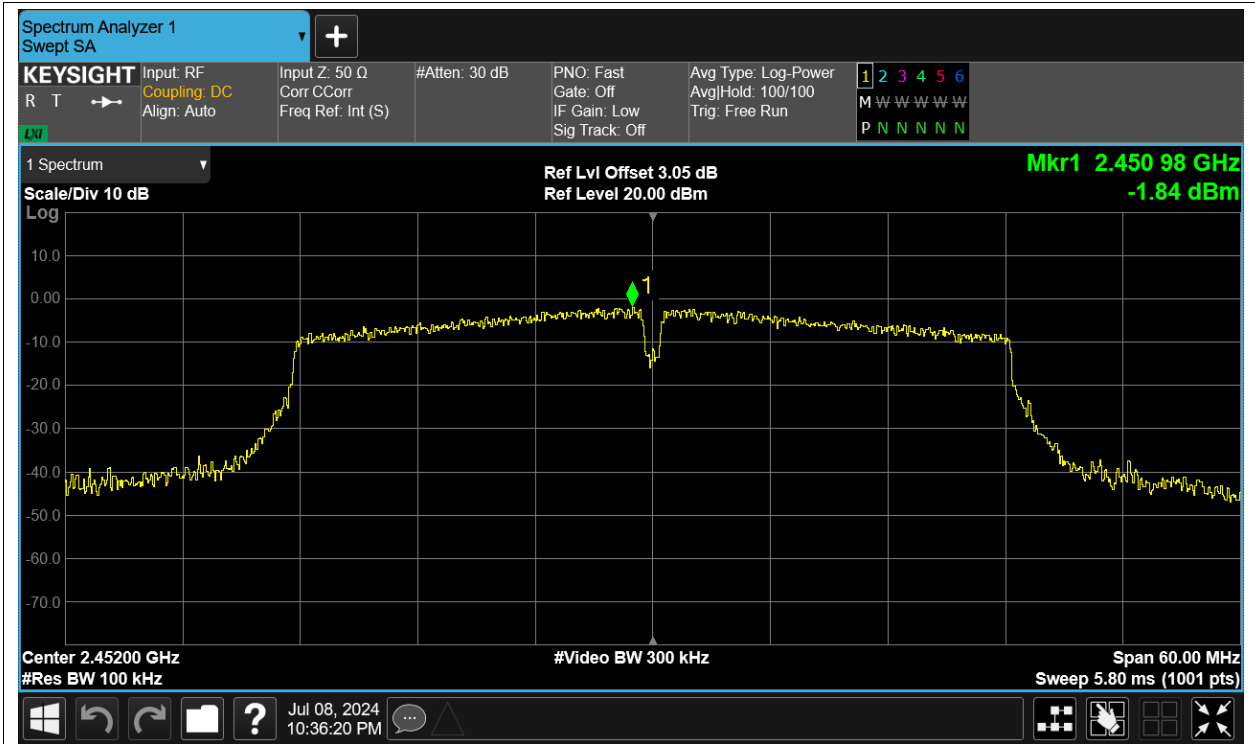 Spectrum Analyzer 1
Swept SA
KEYSIGHT
R T
LXI
Input: RF
Coupling: DC
Align: Auto
Input Z: 50 Ω
Corr CCorr
Freq Ref: Int (S)
#Atten: 30 dB
PNO: Fast
Gate: Off
IF Gain: Low
Sig Track: Off
Avg Type: Log-Power
Avg|Hold: 100/100
Trig: Free Run
1 2 3 4 5 6
M W W W W W
P N N N N N
1 Spectrum
Scale/Div 10 dB
Log
Ref Lvl Offset 3.05 dB
Ref Level 20.00 dBm
Mkr1 2.450 98 GHz
-1.84 dBm
10.0
0.00
-10.0
-20.0
-30.0
-40.0
-50.0
-60.0
-70.0
1
Center 2.45200 GHz
#Res BW 100 kHz
#Video BW 300 kHz
Span 60.00 MHz
Sweep 5.80 ms (1001 pts)
?
Jul 08, 2024
10:36:20 PM